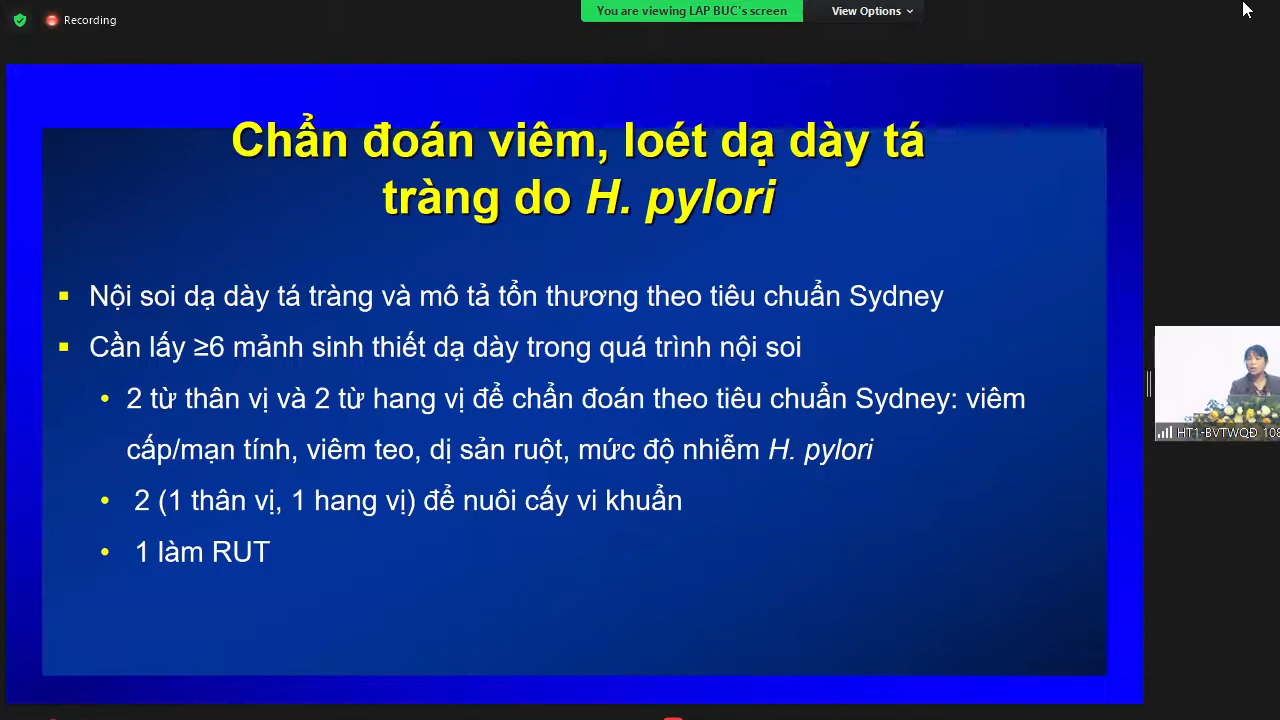 Recording
You are viewing LAP BUC's screen
View Options
Chẩn đoán viêm, loét dạ dày tá
tràng do H. pylori
Nội soi dạ dày tá tràng và mô tả tổn thương theo tiêu chuẩn Sydney
Cần lấy ≥6 mảnh sinh thiết dạ dày trong quá trình nội soi
2 từ thân vị và 2 từ hang vị để chẩn đoán theo tiêu chuẩn Sydney: viêm
cấp/mạn tính, viêm teo, dị sản ruột, mức độ nhiễm H. pylori
2 (1 thân vị, 1 hang vị) để nuôi cấy vi khuẩn
1 làm RUT
HT1-BVTWQĐ 108